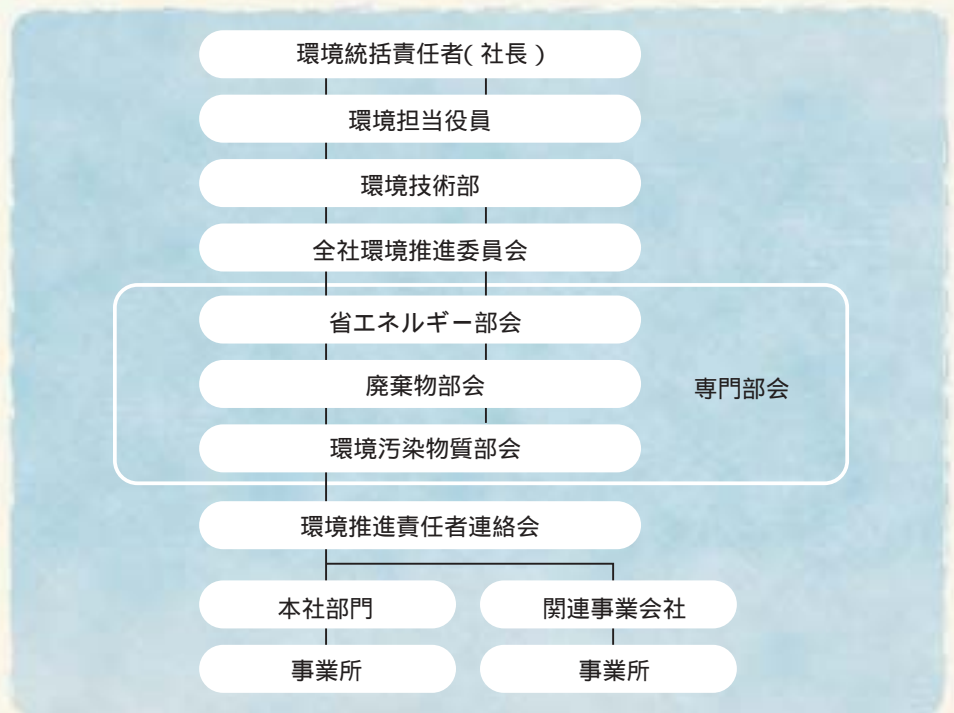 環境統括責任者(社長)
環境担当役員
環境技術部
全社環境推進委員会
省エネルギー部会
廃棄物部会
専門部会
環境汚染物質部会
環境推進責任者連絡会
本社部門
関連事業会社
事業所
事業所